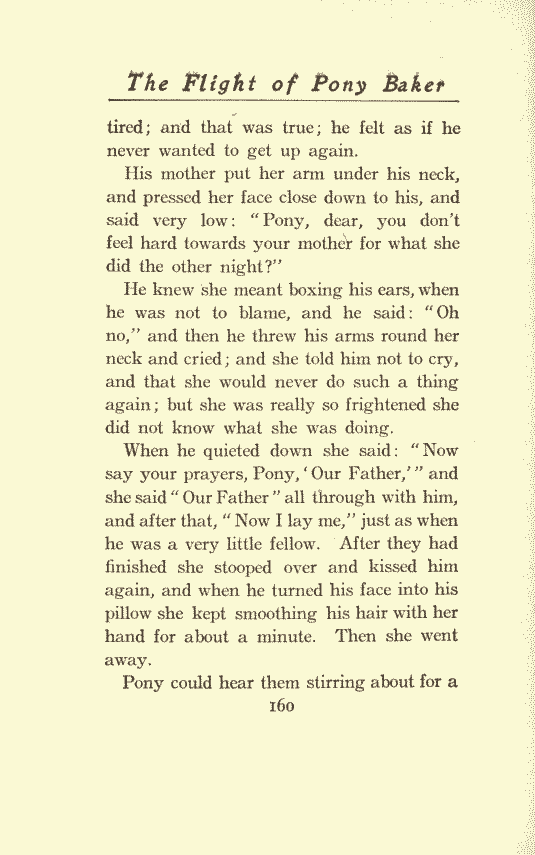 The Flight of Pony Baker
tired; and that was true; he felt as if he
never wanted to get up again.
His mother put her arm under his neck,
and pressed her face close down to his, and
said very low: "Pony, dear, you don't
feel hard towards your mother for what she
did the other night?"
He knew she meant boxing his ears, when
he was not to blame, and he said: "Oh
no," and then he threw his arms round her
neck and cried; and she told him not to cry,
and that she would never do such a thing
again; but she was really so frightened she
did not know what she was doing.
When he quieted down she said: "Now
say your prayers, Pony, 'Our Father,'" and
she said "Our Father" all through with him,
and after that, "Now I lay me," just as when
he was a very little fellow. After they had
finished she stooped over and kissed him
again, and when he turned his face into his
pillow she kept smoothing his hair with her
hand for about a minute. Then she went
away.
Pony could hear them stirring about for a
160